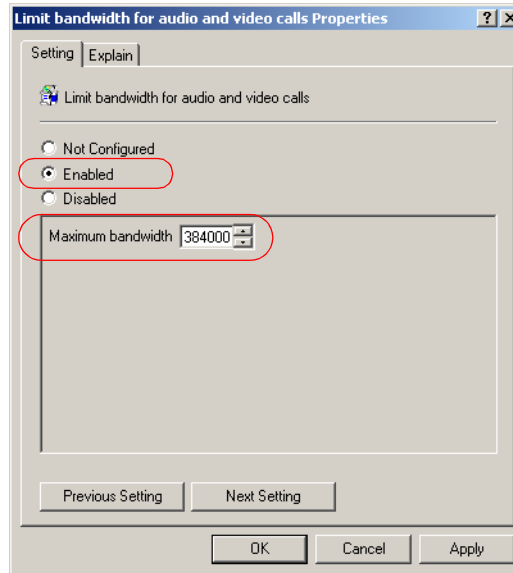 Limit bandwidth for audio and video calls Properties ? X
Setting Explain
Limit bandwidth for audio and video calls
Not Configured
Enabled
Disabled
Maximum bandwidth 384000
Previous Setting Next Setting
OK Cancel Apply